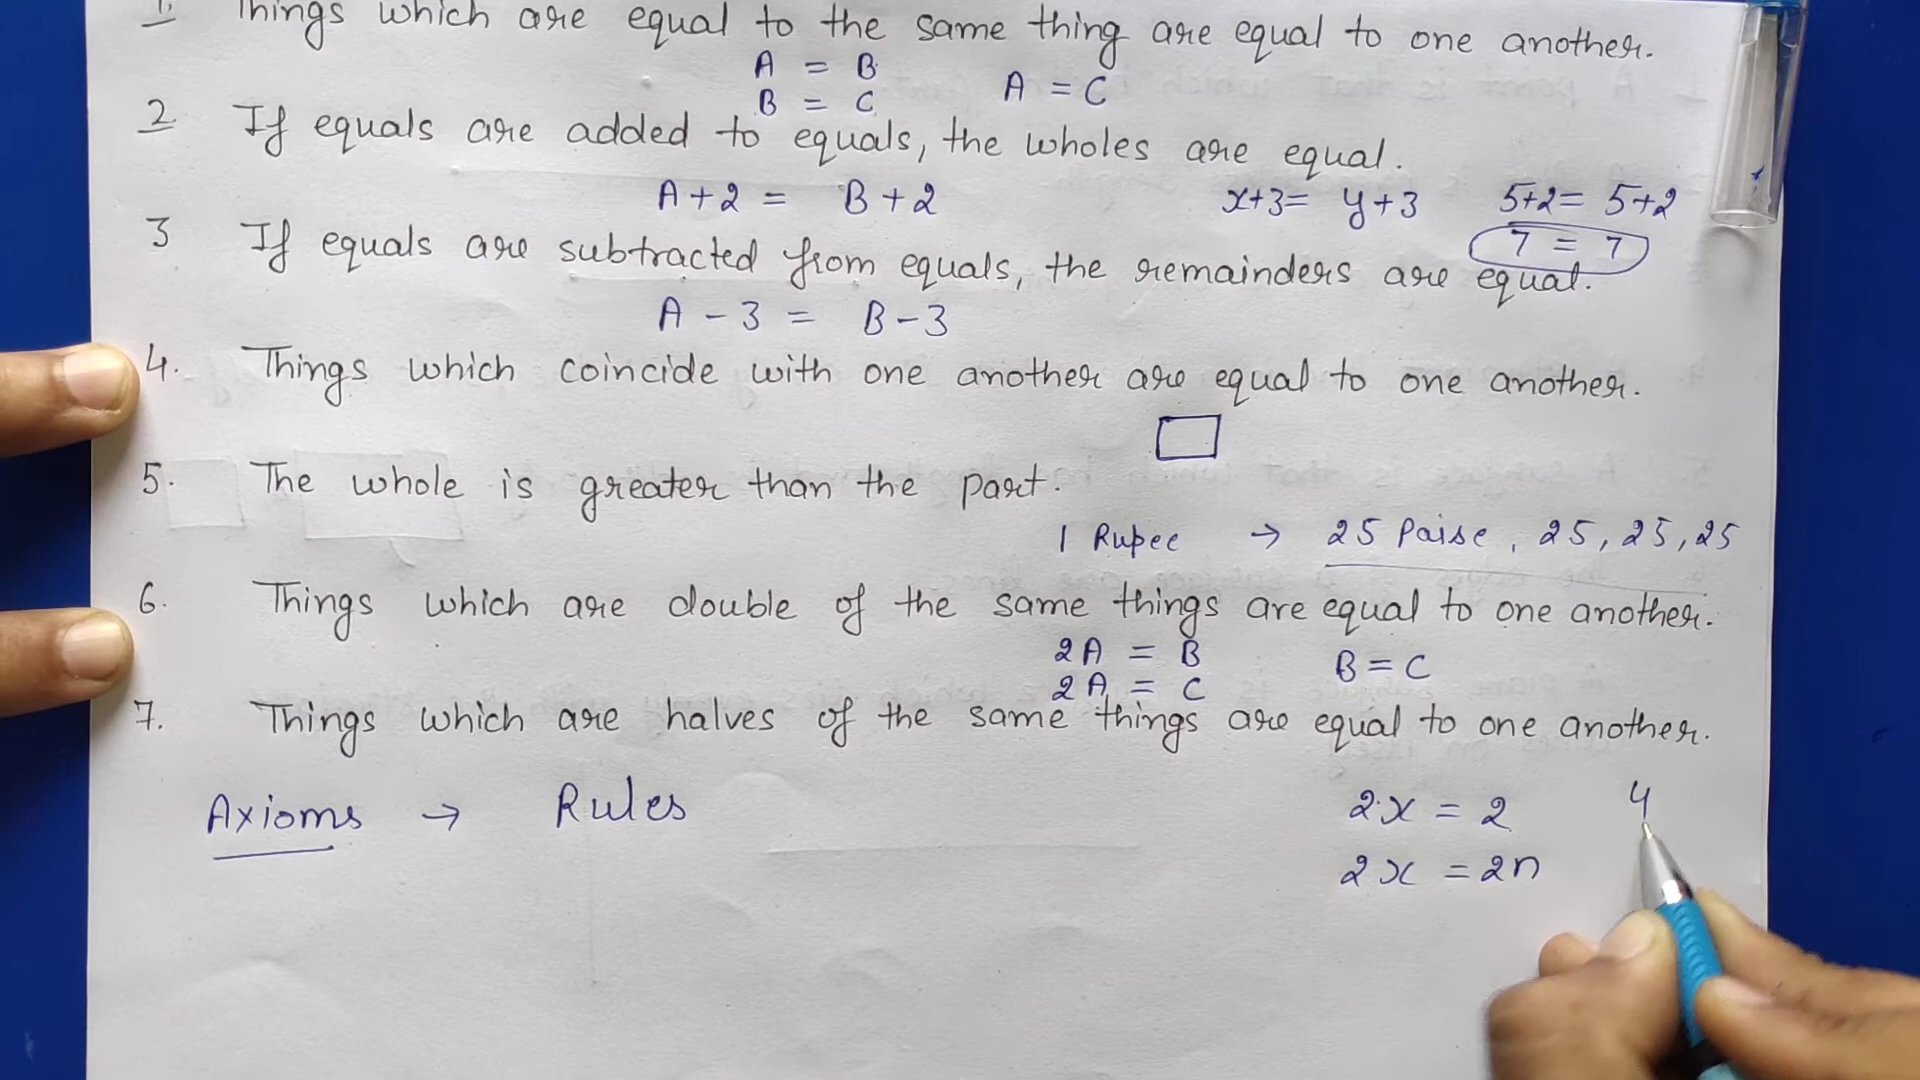 1. Things which are equal to the same thing are equal to one another.
A = B
B = C
A = C
2 If equals are added to equals, the wholes are equal.
A+2 = B+2 x+3= y+3 5+2= 5+2
7 = 7
3 If equals are subtracted from equals, the remainders are equal.
A - 3 = B-3
4. Things which coincide with one another are equal to one another.
5. The whole is greater than the part.
1 Rupee → 25 Paise, 25, 25, 25
6. Things which are double of the same things are equal to one another.
2A = B
2A = C
B = C
7. Things which are halves of the same things are equal to one another.
Axioms → Rules
2·x = 2 4
2x = 2n